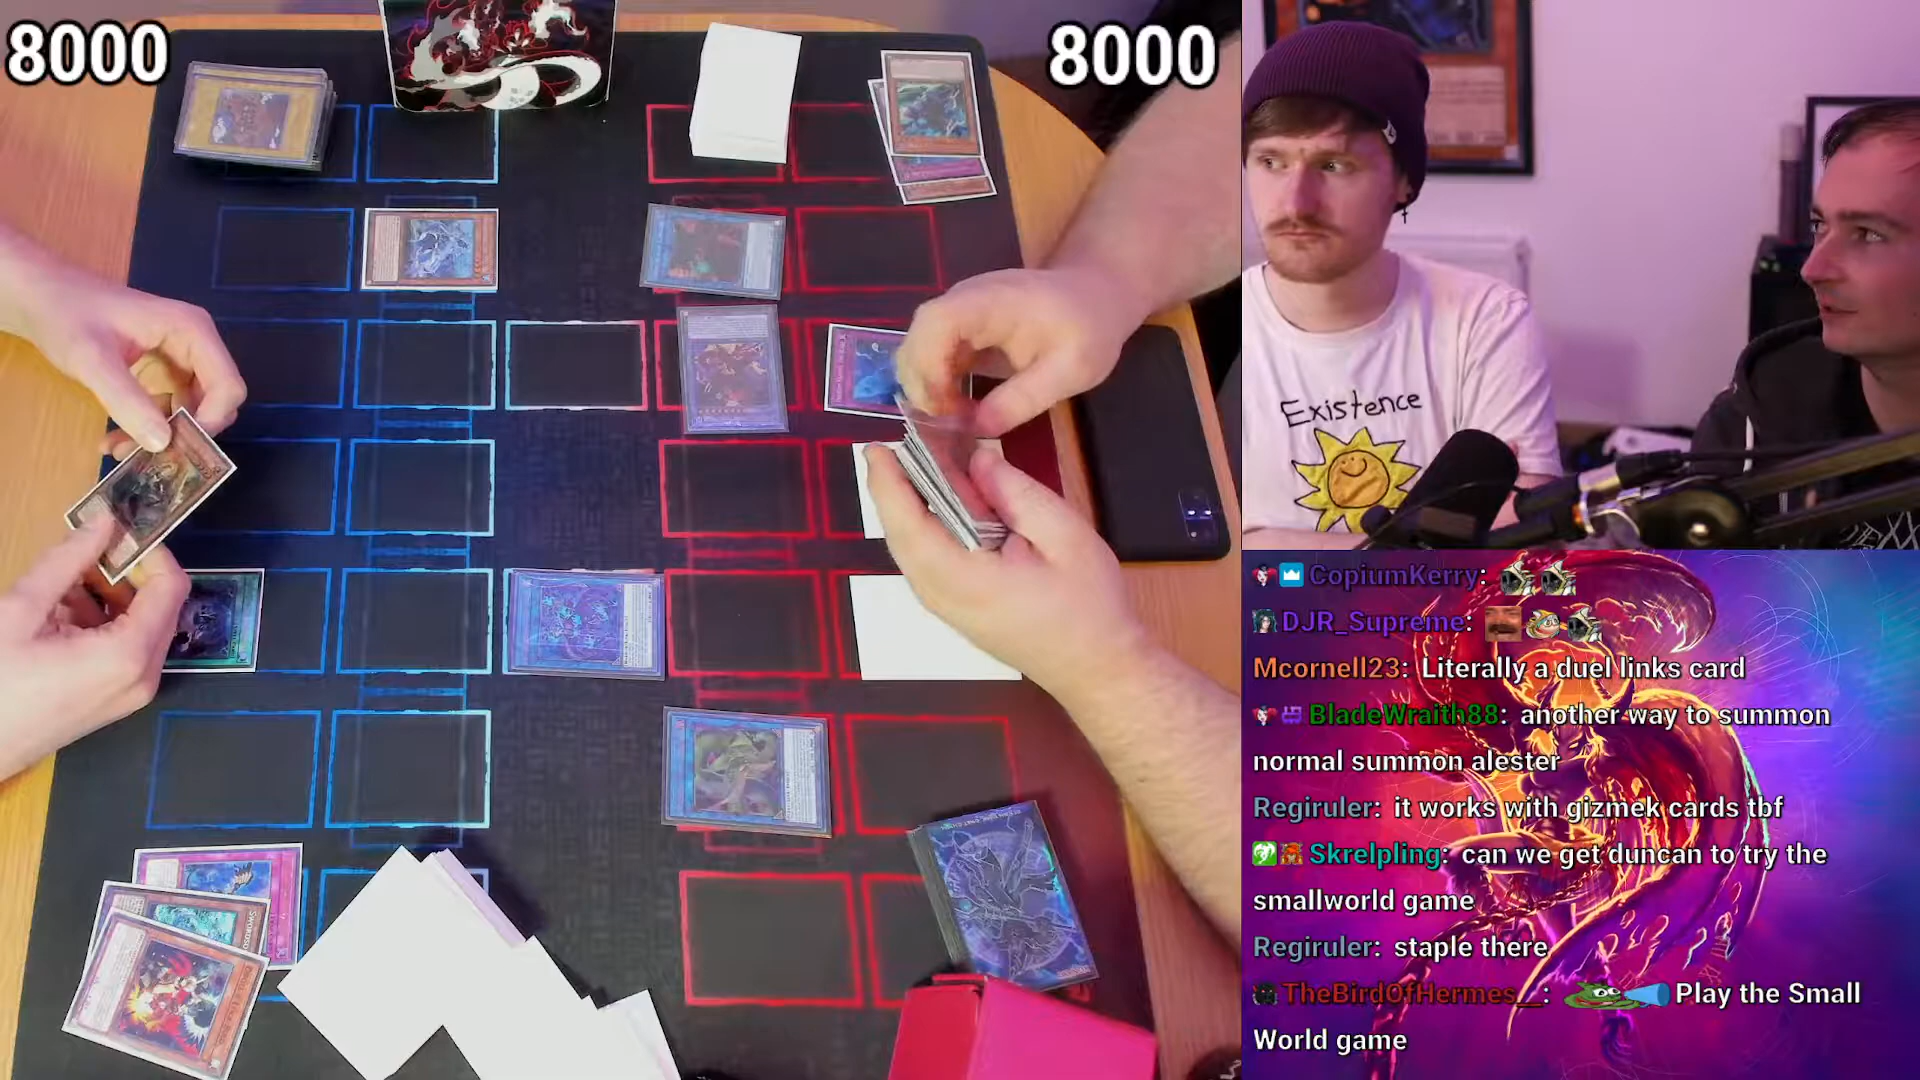 8000
8000
Existence
CopiumKerry:
DJR_Supreme:
Mcornell23: Literally a duel links card
BladeWraith88: another way to summon
normal summon alester
Regiruler: it works with gizmek cards tbf
Skrelpling: can we get duncan to try the
smallworld game
Regiruler: staple there
TheBirdOfHermes__: Play the Small
World game